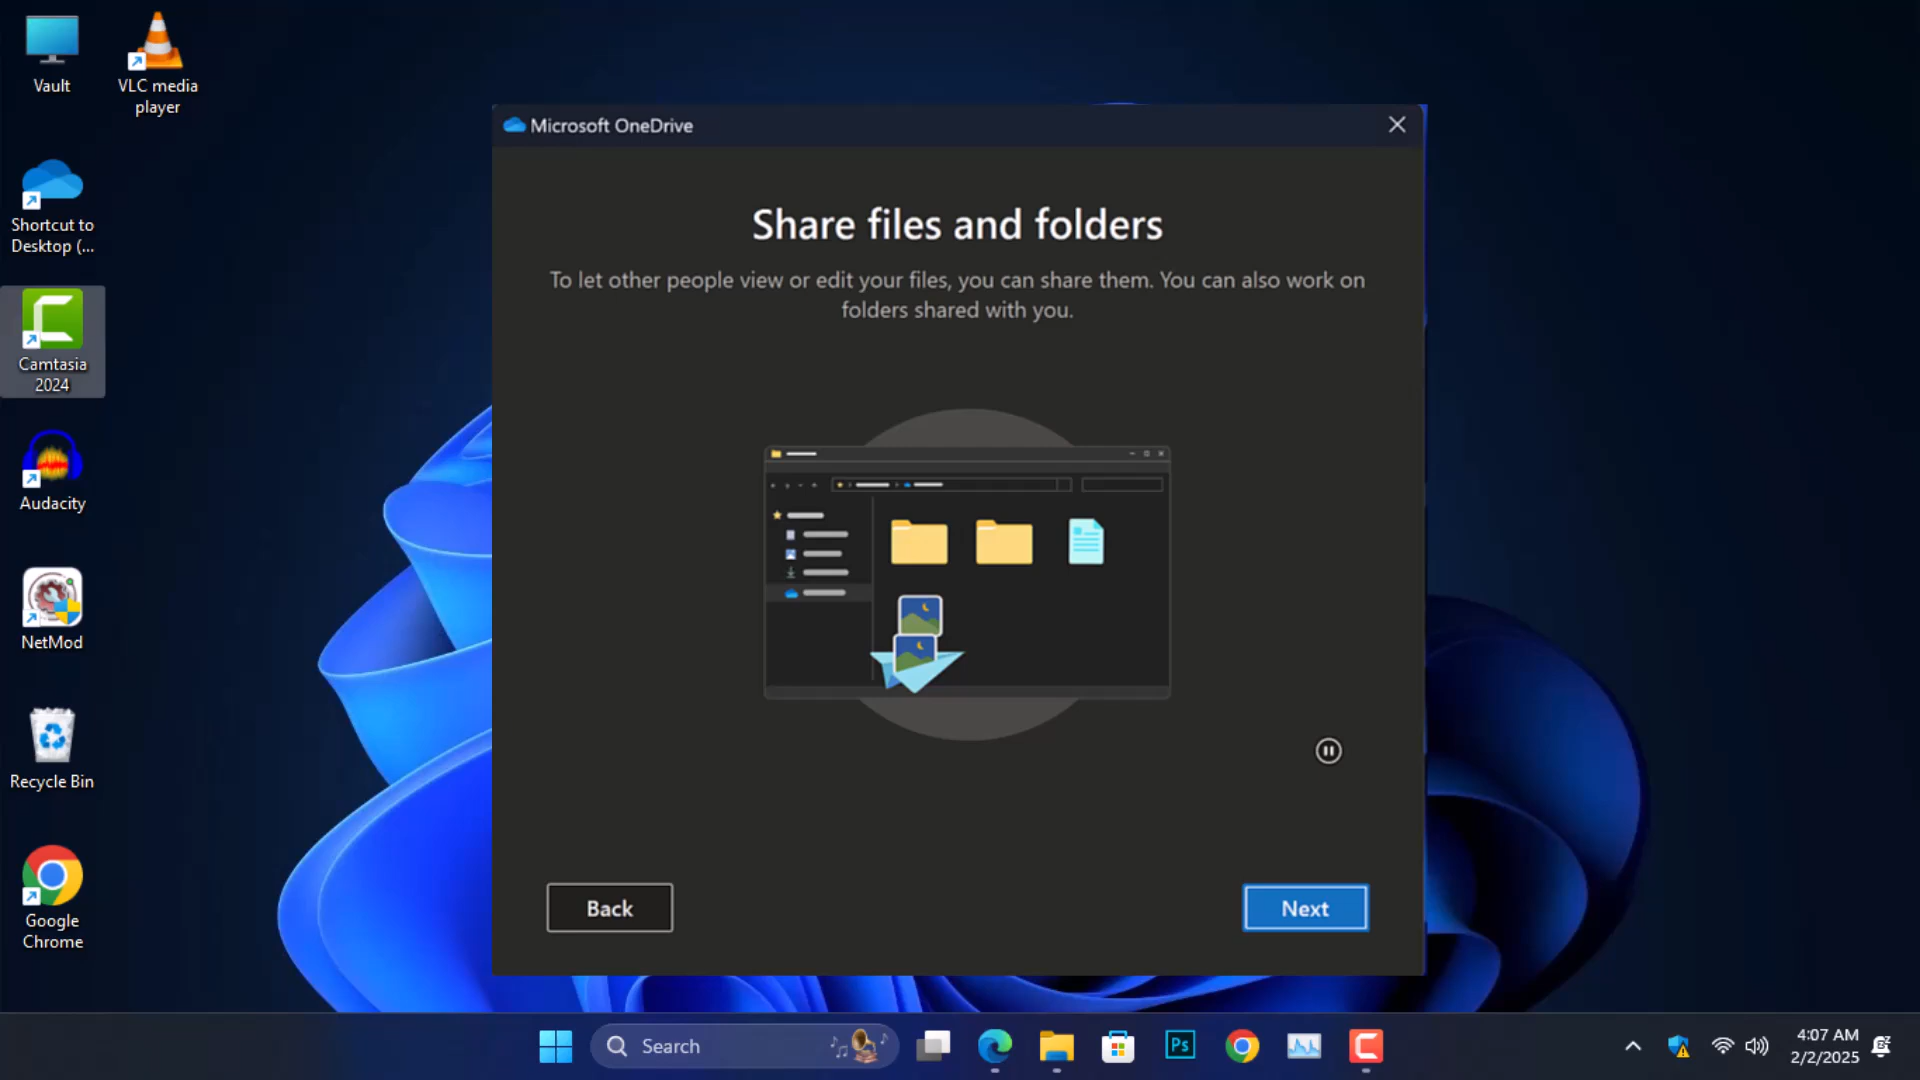 Vault
VLC media
player
Shortcut to
Desktop (...
Camtasia
2024
Audacity
NetMod
Recycle Bin
Google
Chrome
Microsoft OneDrive
Share files and folders
To let other people view or edit your files, you can share them. You can also work on
folders shared with you.
Back
Next
Search
Ps
4:07 AM
2/2/2025